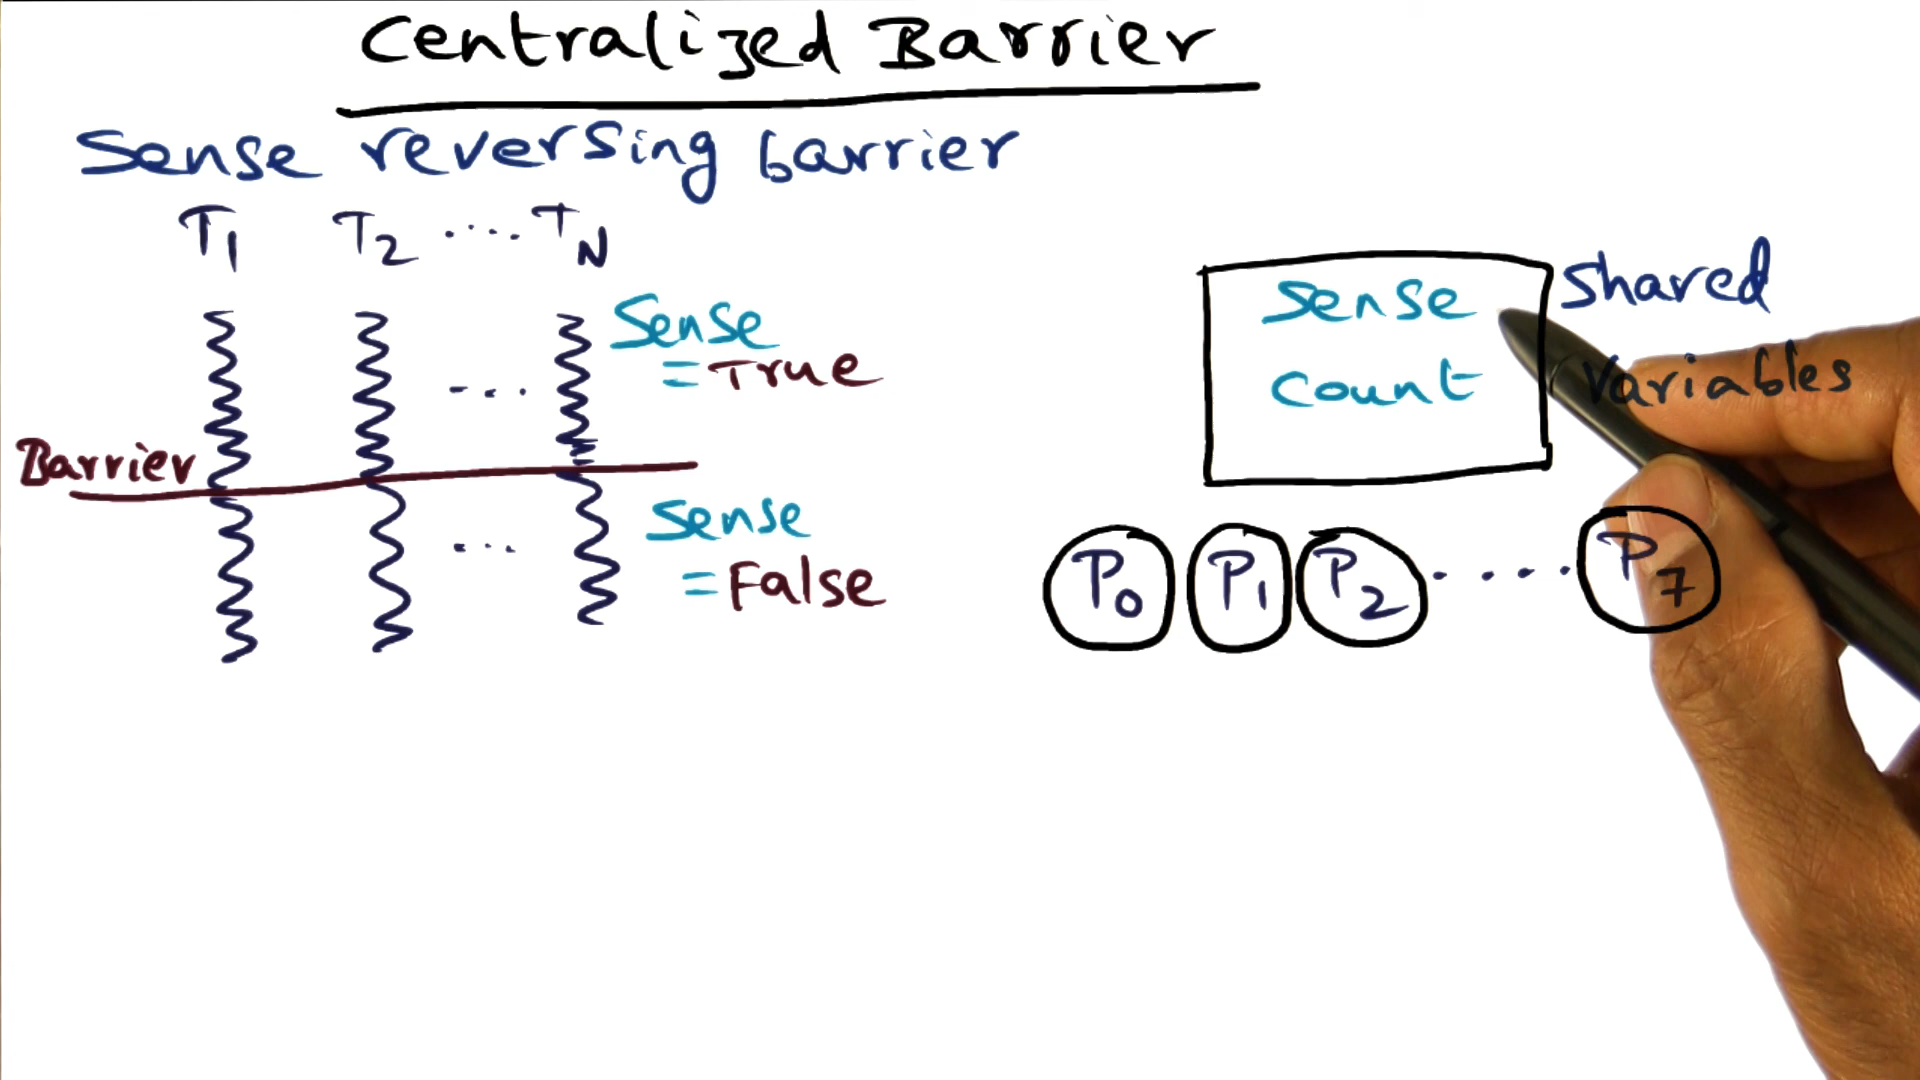 Centralized Barrier
Sense reversing barrier
T1 T2 .... TN
Sense
= True
...
Barrier
Sense
= False
...
Sense
Count
Shared
Variables
P0 P1 P2 ..... P7